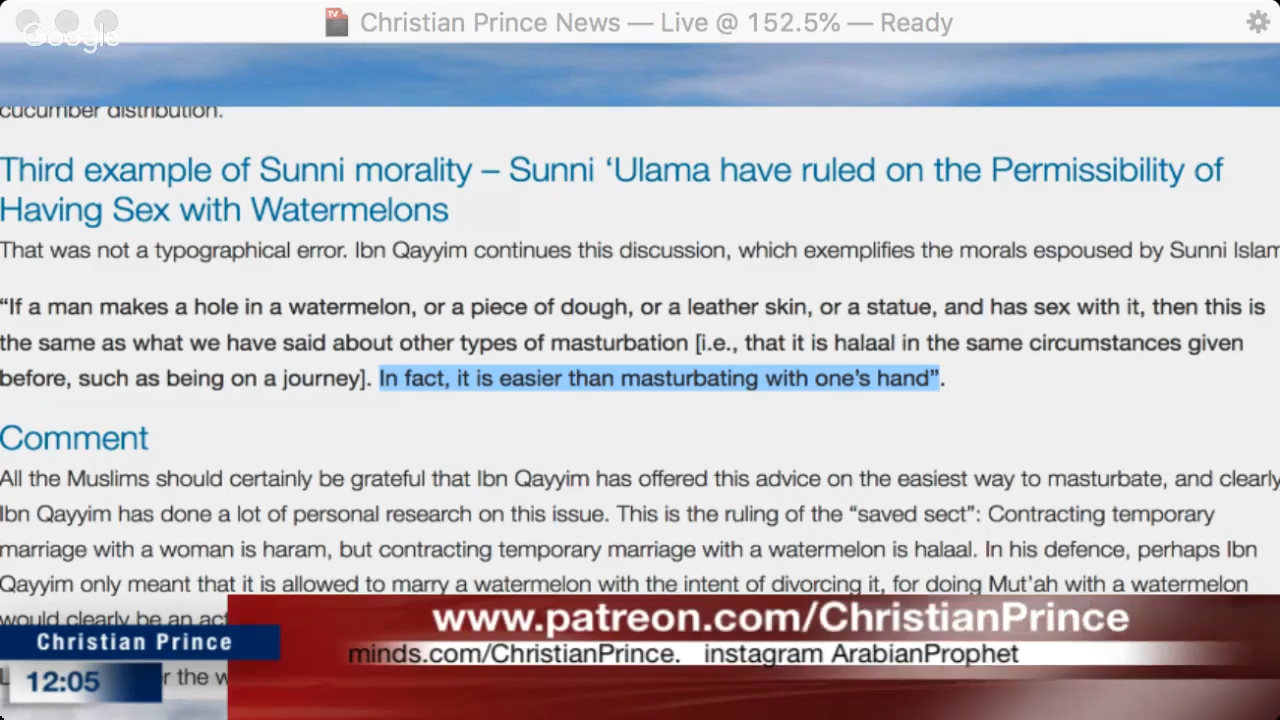 Christian Prince News — Live @ 152.5% — Ready
Google
cucumber distribution.
Third example of Sunni morality – Sunni ‘Ulama have ruled on the Permissibility of
Having Sex with Watermelons
That was not a typographical error. Ibn Qayyim continues this discussion, which exemplifies the morals espoused by Sunni Islam
“If a man makes a hole in a watermelon, or a piece of dough, or a leather skin, or a statue, and has sex with it, then this is
the same as what we have said about other types of masturbation [i.e., that it is halaal in the same circumstances given
before, such as being on a journey]. In fact, it is easier than masturbating with one’s hand”.
Comment
All the Muslims should certainly be grateful that Ibn Qayyim has offered this advice on the easiest way to masturbate, and clearly
Ibn Qayyim has done a lot of personal research on this issue. This is the ruling of the “saved sect”: Contracting temporary
marriage with a woman is haram, but contracting temporary marriage with a watermelon is halaal. In his defence, perhaps Ibn
Qayyim only meant that it is allowed to marry a watermelon with the intent of divorcing it, for doing Mut’ah with a watermelon
would clearly be an act
www.patreon.com/ChristianPrince
Christian Prince
minds.com/ChristianPrince. instagram ArabianProphet
12:05
r the w